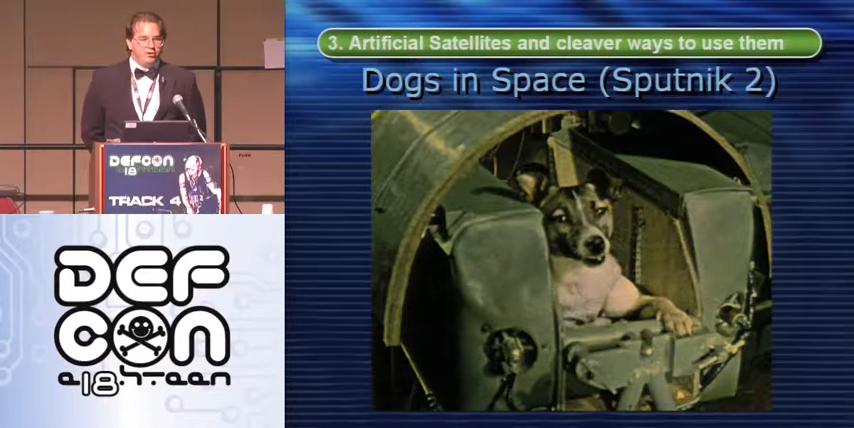 3. Artificial Satellites and cleaver ways to use them
Dogs in Space (Sputnik 2)
DEFCON
18
TRACK 4
DEF
CON
e18hteen